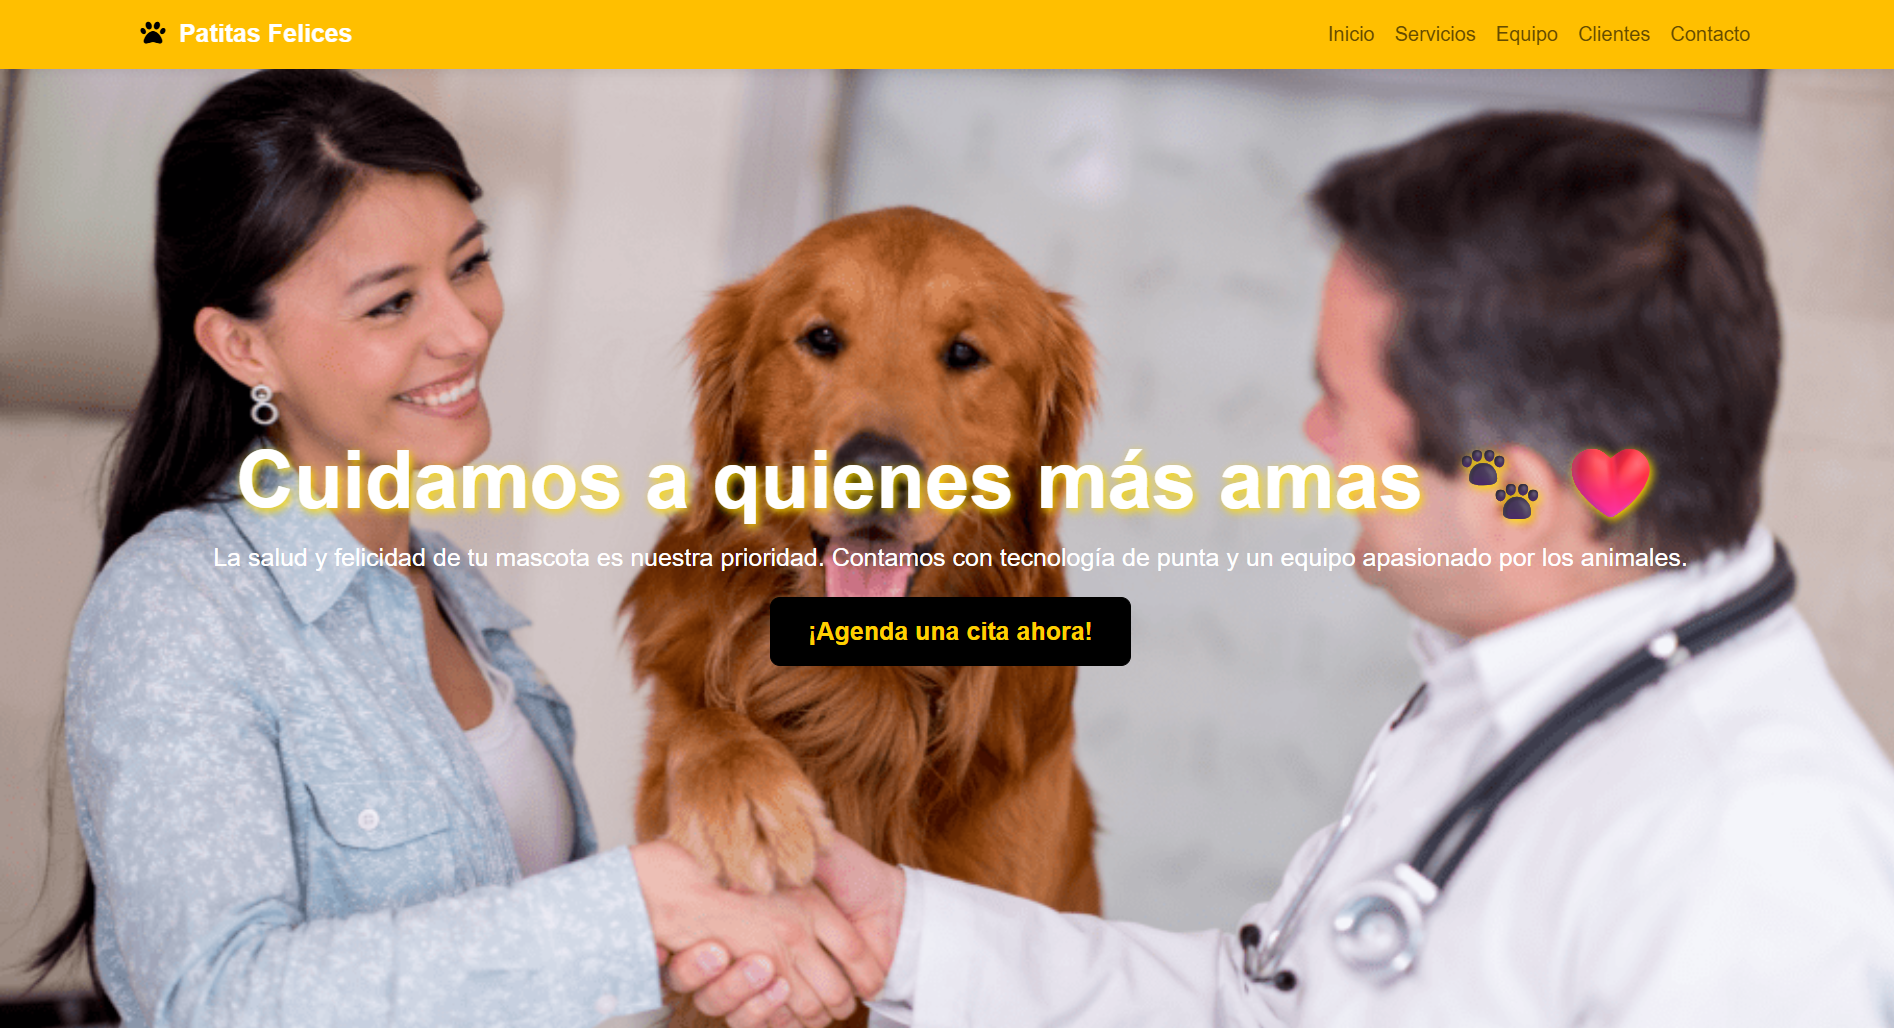 Patitas Felices
Inicio Servicios Equipo Clientes Contacto
Cuidamos a quienes más amas 🐾 ❤️
La salud y felicidad de tu mascota es nuestra prioridad. Contamos con tecnología de punta y un equipo apasionado por los animales.
¡Agenda una cita ahora!